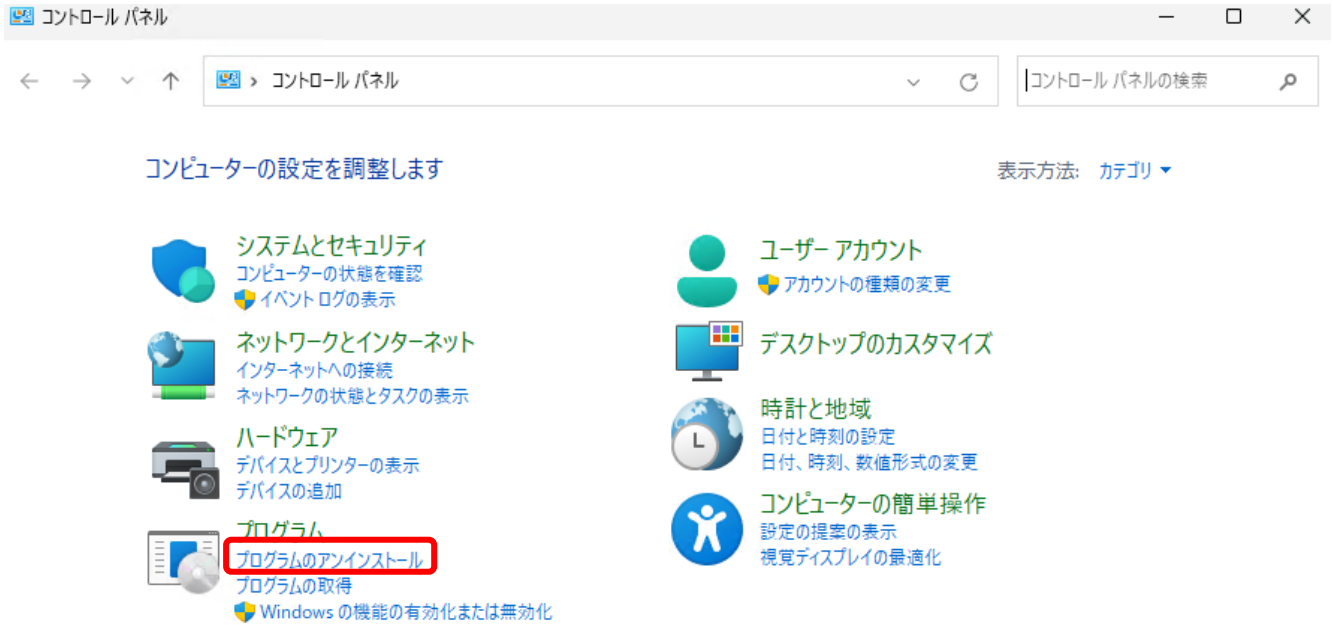 コントロール パネル
コントロール パネル
コントロール パネルの検索
コンピューターの設定を調整します
表示方法: カテゴリ
システムとセキュリティ
コンピューターの状態を確認
イベント ログの表示
ネットワークとインターネット
インターネットへの接続
ネットワークの状態とタスクの表示
ハードウェア
デバイスとプリンターの表示
デバイスの追加
プログラム
プログラムのアンインストール
プログラムの取得
Windows の機能の有効化または無効化
ユーザー アカウント
アカウントの種類の変更
デスクトップのカスタマイズ
時計と地域
日付と時刻の設定
日付、時刻、数値形式の変更
コンピューターの簡単操作
設定の提案の表示
視覚ディスプレイの最適化